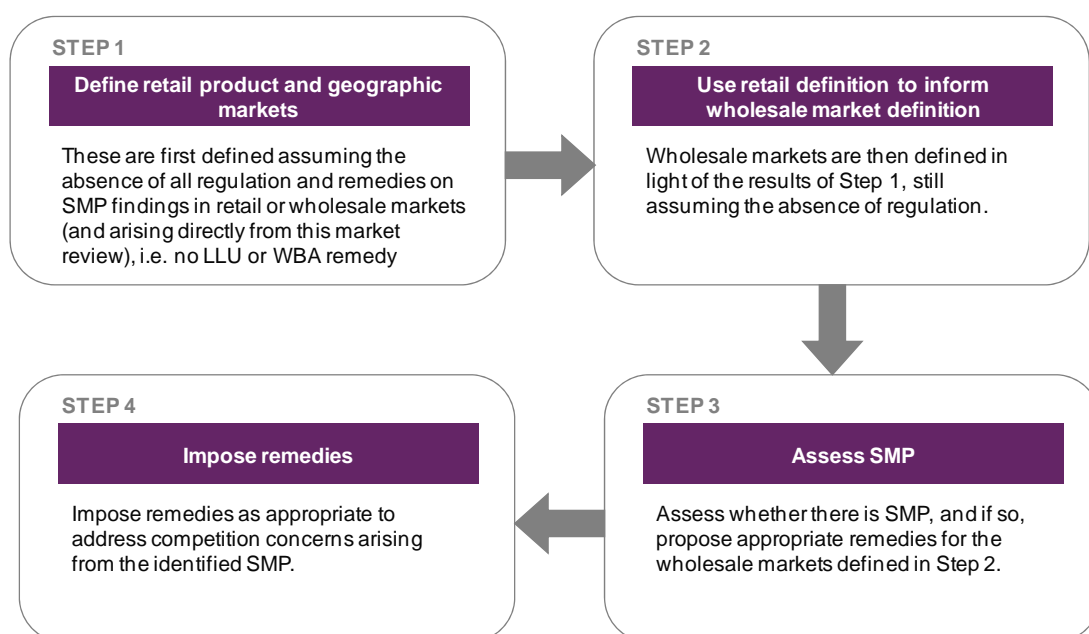 STEP 1
Define retail product and geographic
markets
These are first defined assuming the
absence of all regulation and remedies on
SMP findings in retail or wholesale markets
(and arising directly from this market
review), i.e. no LLU or WBA remedy
STEP 2
Use retail definition to inform
wholesale market definition
Wholesale markets are then defined in
light of the results of Step 1, still
assuming the absence of regulation.
STEP 3
Assess SMP
Assess whether there is SMP, and if so,
propose appropriate remedies for the
wholesale markets defined in Step 2.
STEP 4
Impose remedies
Impose remedies as appropriate to
address competition concerns arising
from the identified SMP.